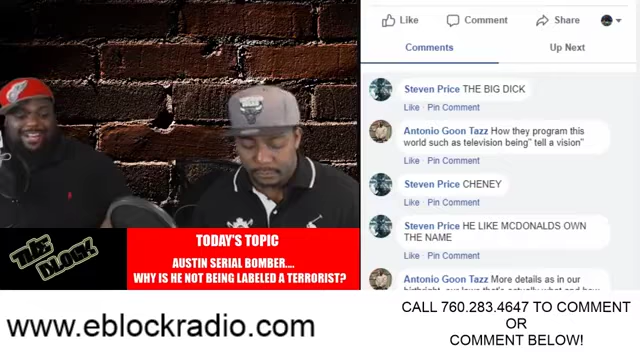 Like Comment Share
Comments Up Next
Steven Price THE BIG DICK
Like · Pin Comment
Antonio Goon Tazz How they program this
world such as television being" tell a vision"
Like · Pin Comment
Steven Price CHENEY
Like · Pin Comment
Steven Price HE LIKE MCDONALDS OWN
THE NAME
Like · Pin Comment
Antonio Goon Tazz More details as in our
THE BLOCK
TODAY'S TOPIC
AUSTIN SERIAL BOMBER....
WHY IS HE NOT BEING LABELED A TERRORIST?
www.eblockradio.com
CALL 760.283.4647 TO COMMENT
OR
COMMENT BELOW!